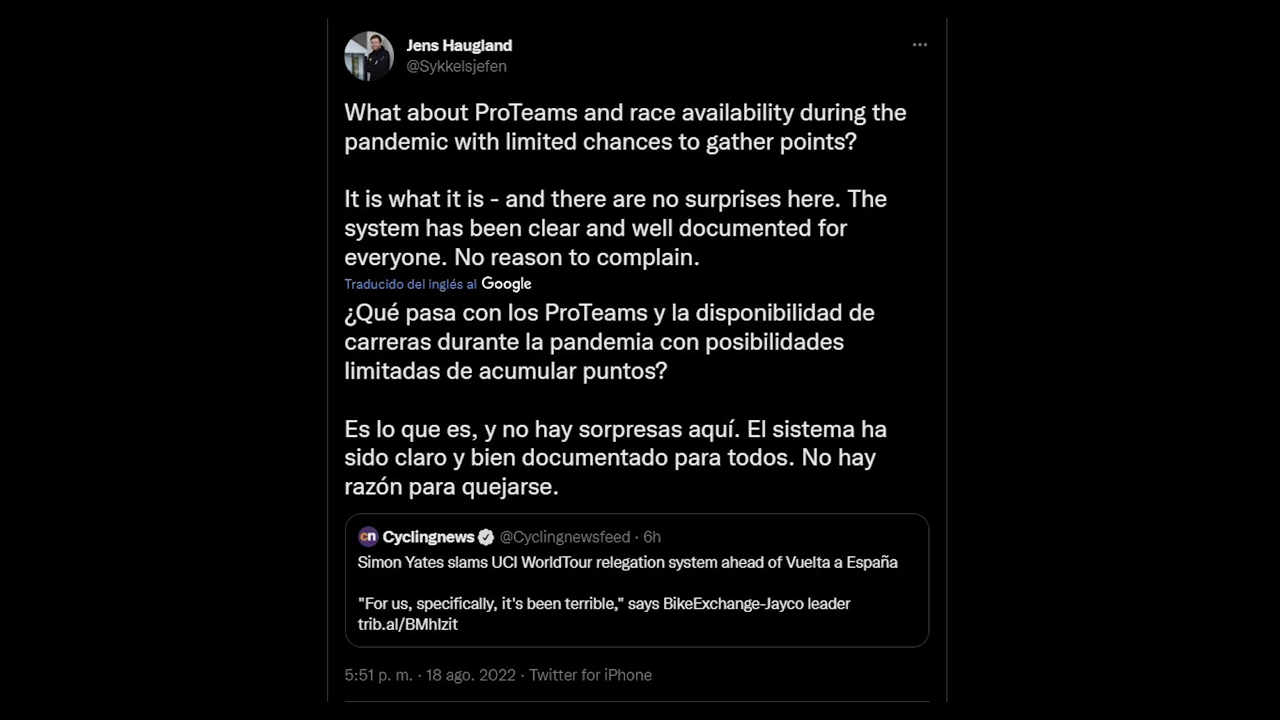 Jens Haugland
@Sykkelsjefen
What about ProTeams and race availability during the
pandemic with limited chances to gather points?
It is what it is - and there are no surprises here. The
system has been clear and well documented for
everyone. No reason to complain.
Traducido del inglés al Google
¿Qué pasa con los ProTeams y la disponibilidad de
carreras durante la pandemia con posibilidades
limitadas de acumular puntos?
Es lo que es, y no hay sorpresas aquí. El sistema ha
sido claro y bien documentado para todos. No hay
razón para quejarse.
cn Cyclingnews @Cyclingnewsfeed · 6h
Simon Yates slams UCI WorldTour relegation system ahead of Vuelta a España
"For us, specifically, it's been terrible," says BikeExchange-Jayco leader
trib.al/BMhIzit
5:51 p. m. · 18 ago. 2022 · Twitter for iPhone